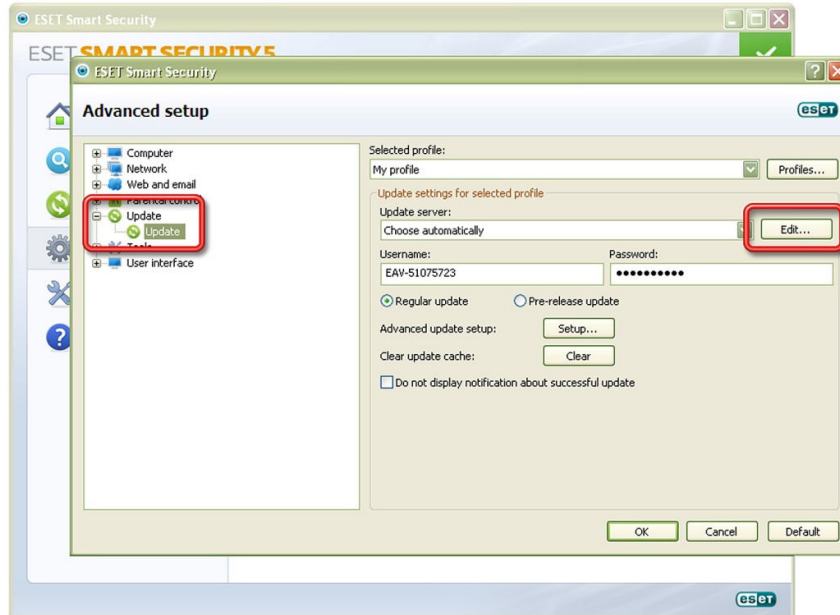 ESET Smart Security
ESET SMART SECURITY 5
ESET Smart Security
Advanced setup
eset
Computer
Network
Web and email
Parental control
Update
Update
Tools
User interface
Selected profile:
My profile
Profiles...
Update settings for selected profile
Update server:
Choose automatically
Edit...
Username:
Password:
EAV-51075723
••••••••••
Regular update
Pre-release update
Advanced update setup:
Setup...
Clear update cache:
Clear
Do not display notification about successful update
OK
Cancel
Default
eset